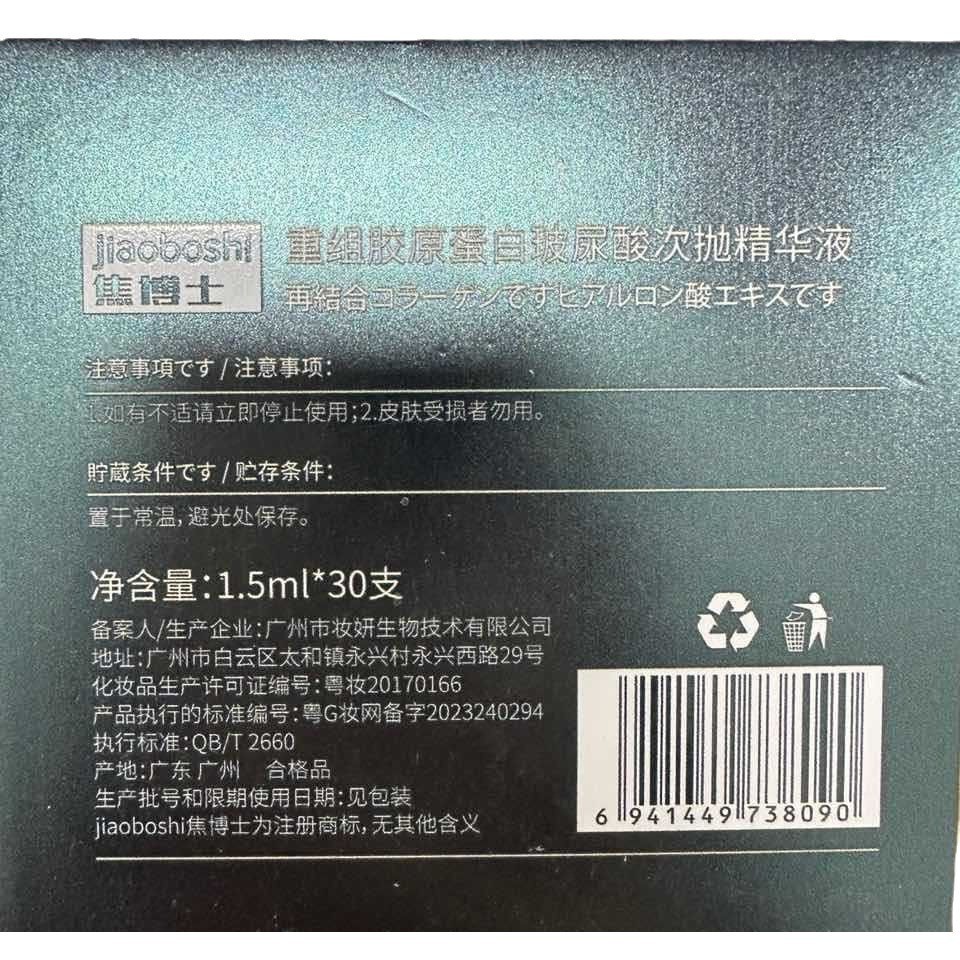 jiaoboshi
焦博士
重组胶原蛋白玻尿酸次抛精华液
再結合コラーゲンですヒアルロン酸エキスです
注意事項です / 注意事项：
1.如有不适请立即停止使用；2.皮肤受损者勿用。
貯蔵条件です / 贮存条件：
置于常温，避光处保存。
净含量：1.5ml*30支
备案人/生产企业：广州市妆妍生物技术有限公司
地址：广州市白云区太和镇永兴村永兴西路29号
化妆品生产许可证编号：粤妆20170166
产品执行的标准编号：粤G妆网备字2023240294
执行标准：QB/T 2660
产地：广东 广州 合格品
生产批号和限期使用日期：见包装
jiaoboshi焦博士为注册商标，无其他含义
6 941449 738090